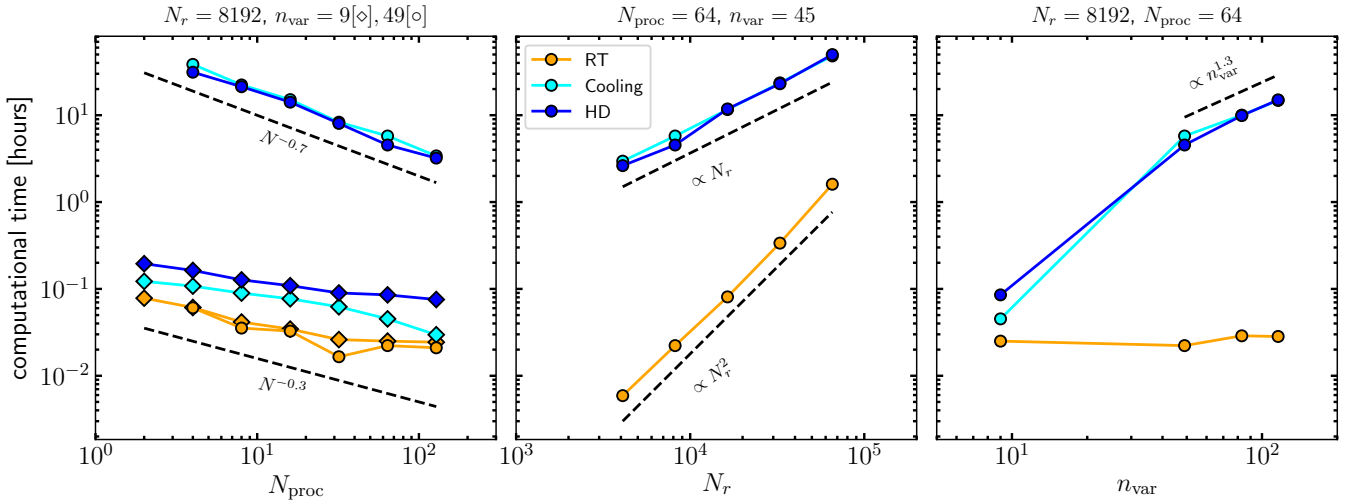 N_r = 8192, n_var = 9[⋄], 49[∘]
N_proc = 64, n_var = 45
N_r = 8192, N_proc = 64
computational time [hours]
10^1
10^0
10^−1
10^−2
N^−0.7
N^−0.3
10^0
10^1
10^2
N_proc
RT
Cooling
HD
∝ N_r
∝ N_r^2
10^3
10^4
10^5
N_r
∝ n_var^1.3
10^1
10^2
n_var